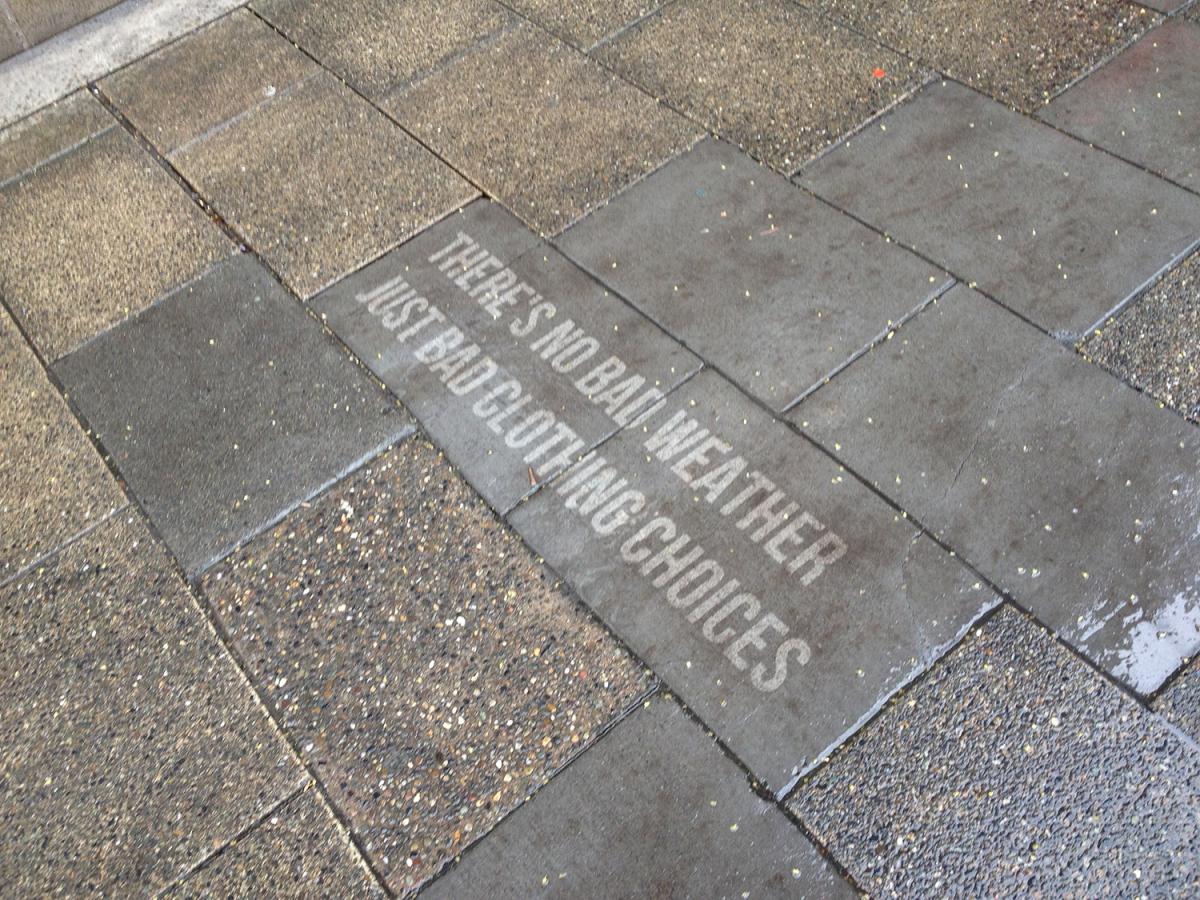 THERE'S NO BAD WEATHER
JUST BAD CLOTHING CHOICES